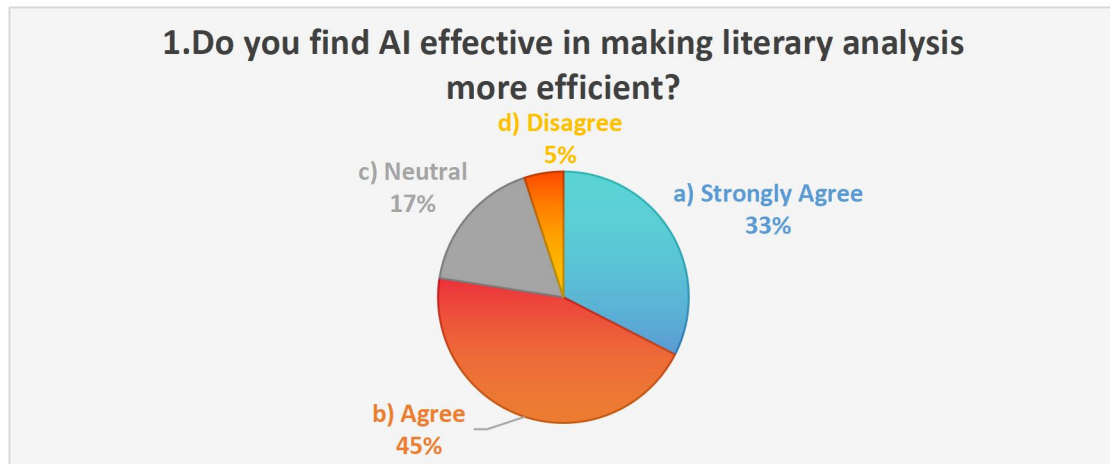 1.Do you find AI effective in making literary analysis
more efficient?
d) Disagree
5%
c) Neutral
17%
a) Strongly Agree
33%
b) Agree
45%